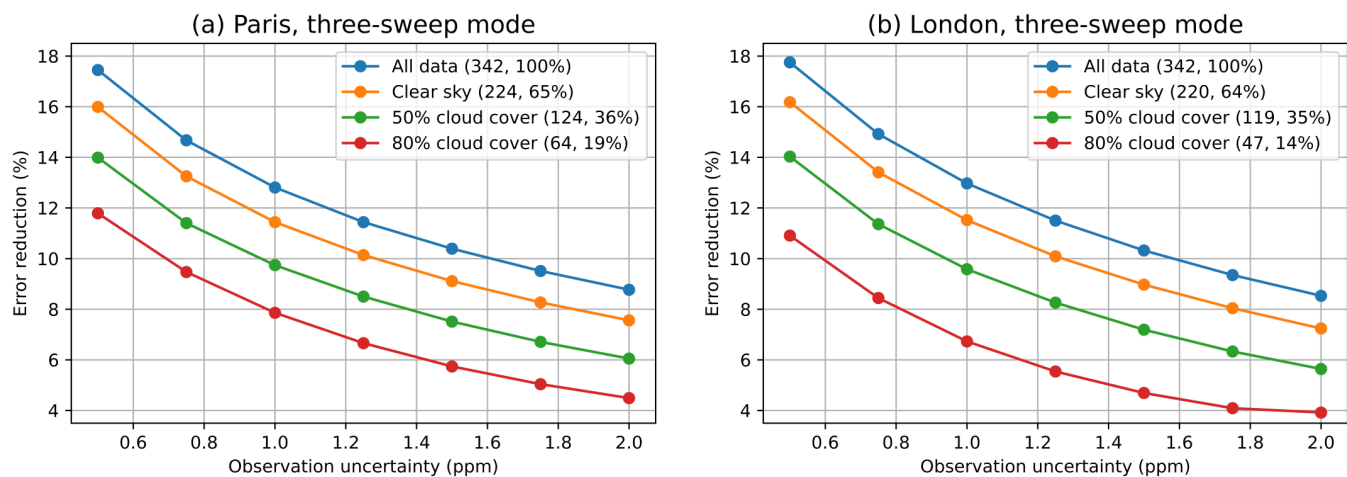 (a) Paris, three-sweep mode
18
16
14
12
10
8
6
4
Error reduction (%)
All data (342, 100%)
Clear sky (224, 65%)
50% cloud cover (124, 36%)
80% cloud cover (64, 19%)
0.6 0.8 1.0 1.2 1.4 1.6 1.8 2.0
Observation uncertainty (ppm)
(b) London, three-sweep mode
18
16
14
12
10
8
6
4
Error reduction (%)
All data (342, 100%)
Clear sky (220, 64%)
50% cloud cover (119, 35%)
80% cloud cover (47, 14%)
0.6 0.8 1.0 1.2 1.4 1.6 1.8 2.0
Observation uncertainty (ppm)